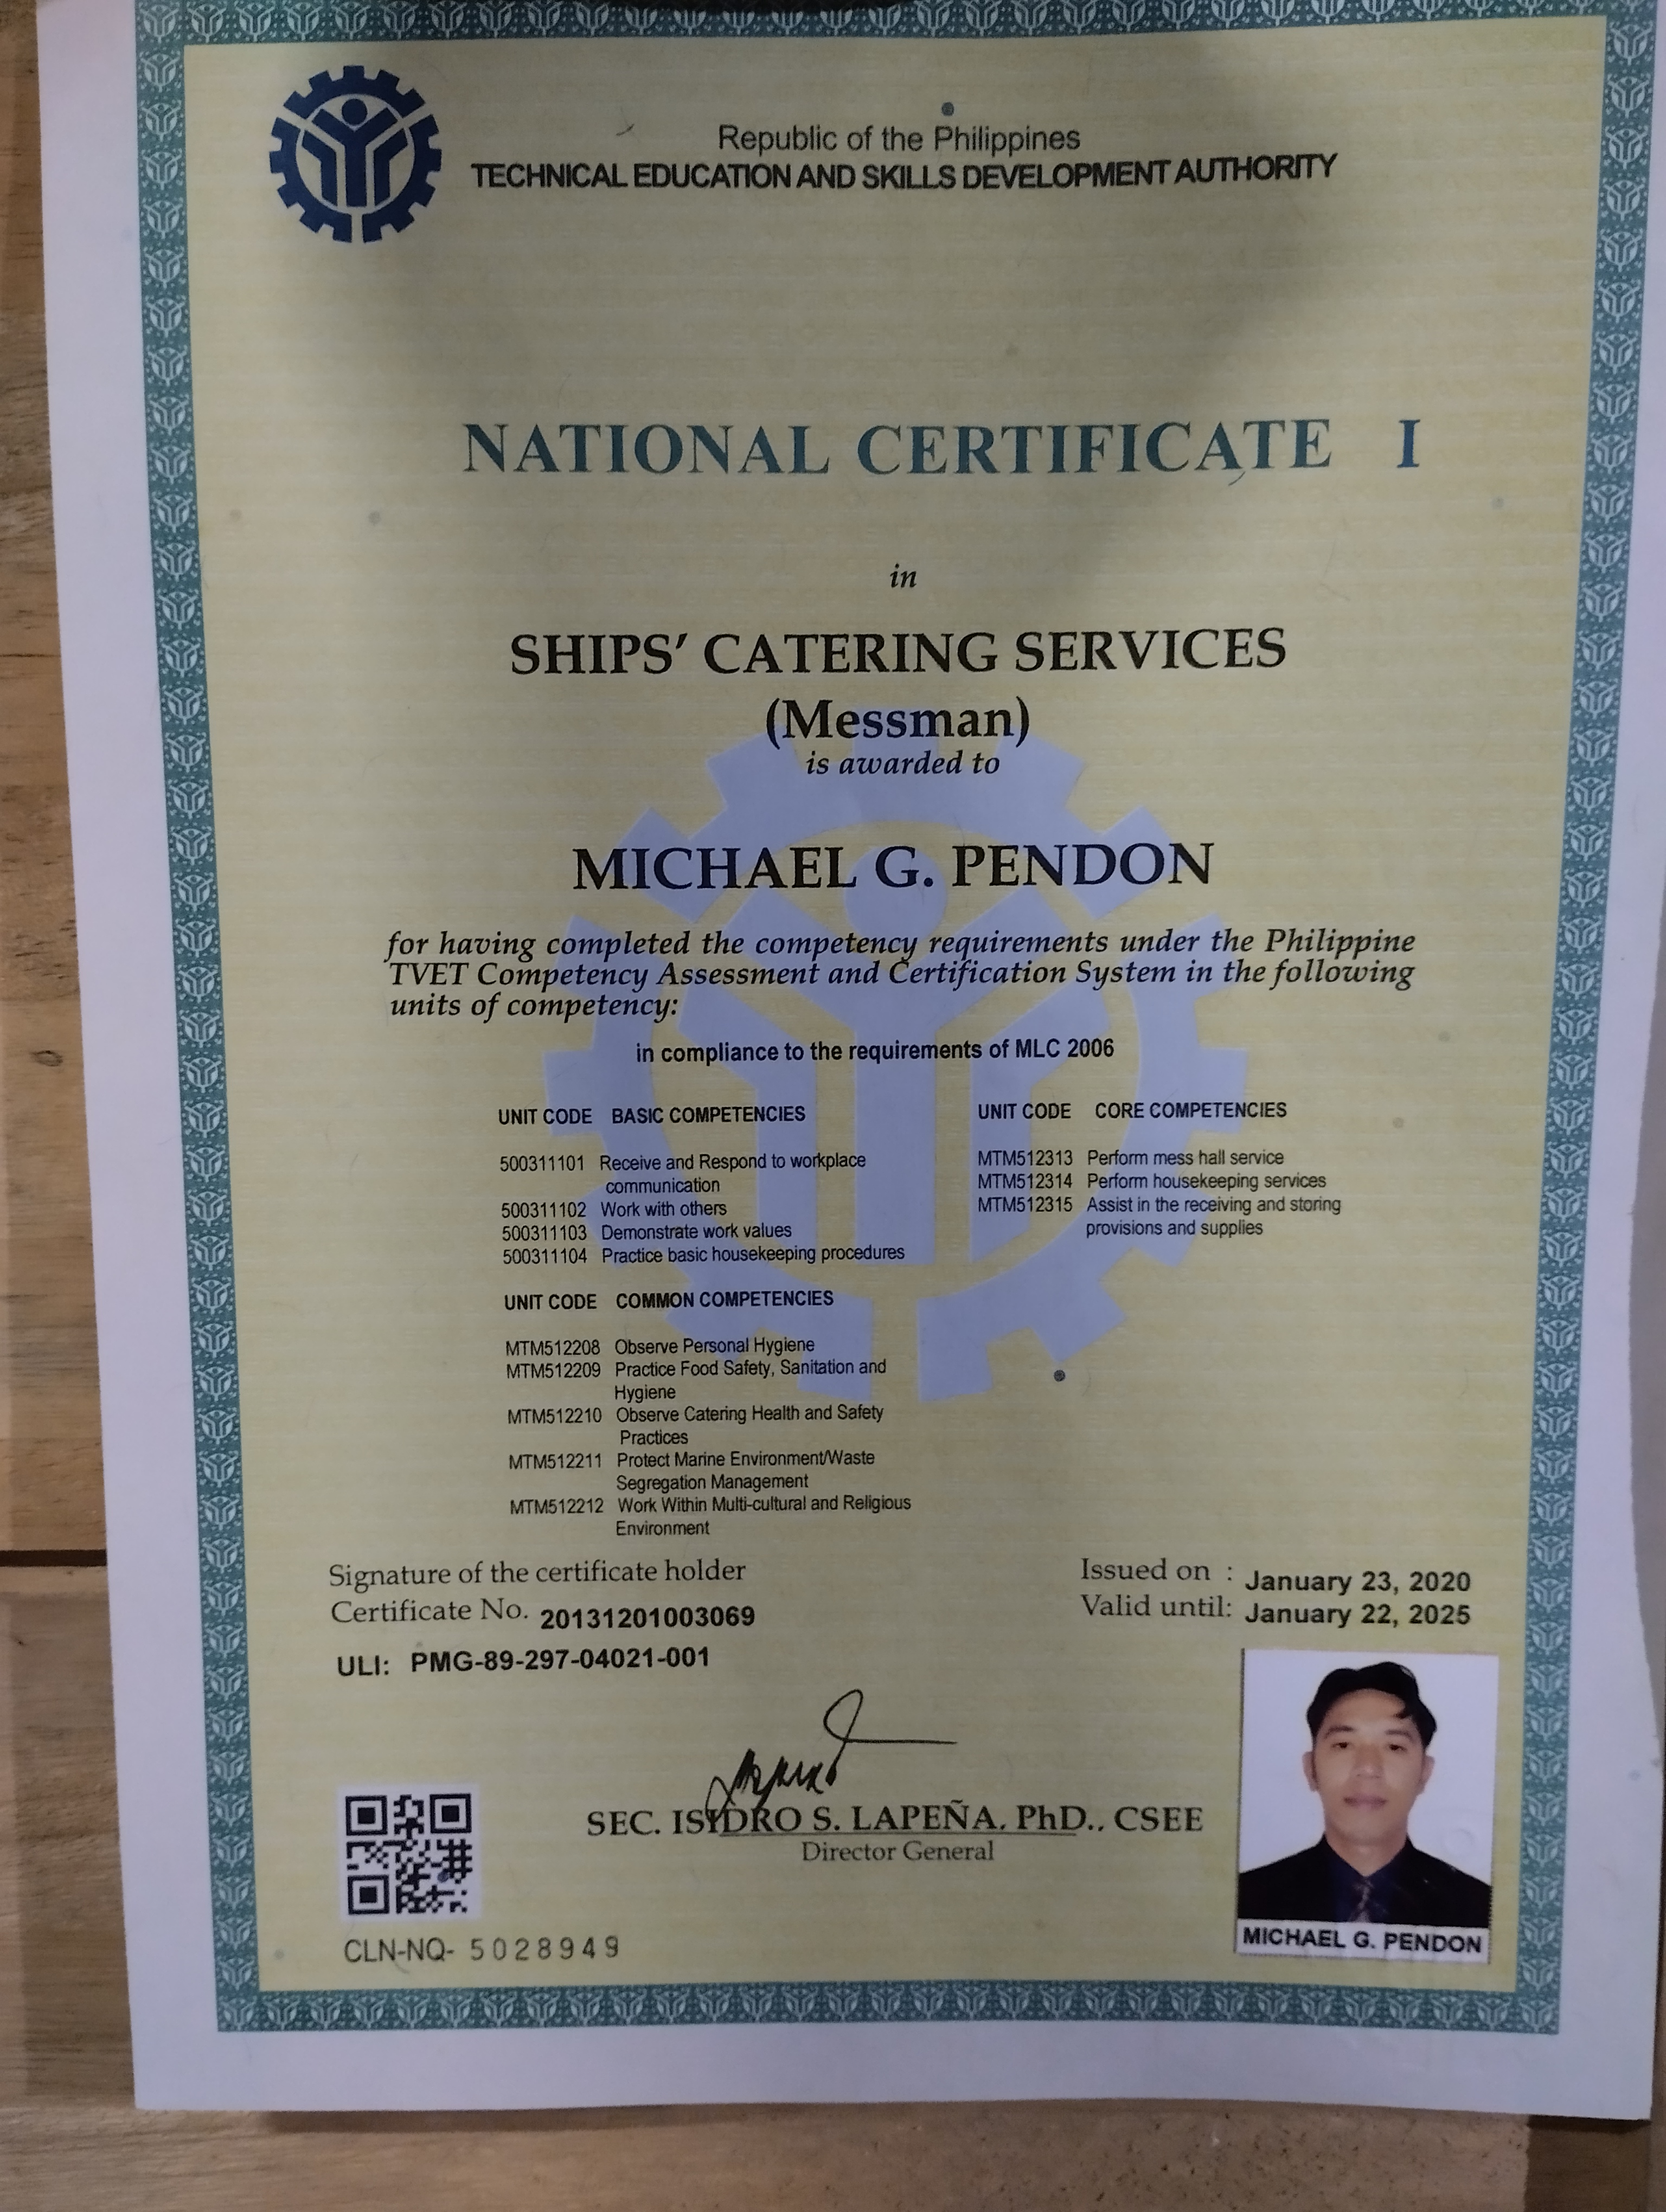 Republic of the Philippines
TECHNICAL EDUCATION AND SKILLS DEVELOPMENT AUTHORITY
NATIONAL CERTIFICATE I
in
SHIPS' CATERING SERVICES
(Messman)
is awarded to
MICHAEL G. PENDON
for having completed the competency requirements under the Philippine
TVET Competency Assessment and Certification System in the following
units of competency:
in compliance to the requirements of MLC 2006
UNIT CODE BASIC COMPETENCIES
500311101 Receive and Respond to workplace
communication
500311102 Work with others
500311103 Demonstrate work values
500311104 Practice basic housekeeping procedures
UNIT CODE COMMON COMPETENCIES
MTM512208 Observe Personal Hygiene
MTM512209 Practice Food Safety, Sanitation and
Hygiene
MTM512210 Observe Catering Health and Safety
Practices
MTM512211 Protect Marine Environment/Waste
Segregation Management
MTM512212 Work Within Multi-cultural and Religious
Environment
UNIT CODE CORE COMPETENCIES
MTM512313 Perform mess hall service
MTM512314 Perform housekeeping services
MTM512315 Assist in the receiving and storing
provisions and supplies
Signature of the certificate holder
Certificate No. 20131201003069
ULI: PMG-89-297-04021-001
Issued on : January 23, 2020
Valid until: January 22, 2025
SEC. ISIDRO S. LAPEÑA, PhD., CSEE
Director General
CLN-NQ- 5028949
MICHAEL G. PENDON